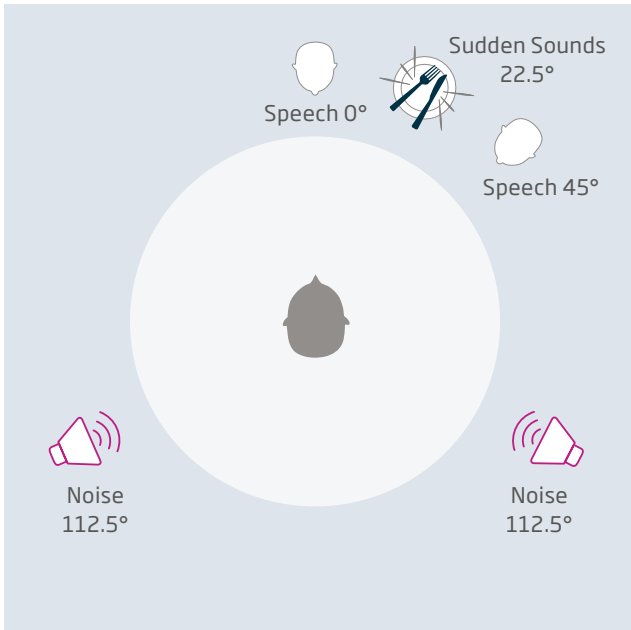 Sudden Sounds
22.5°
Speech 0°
Speech 45°
Noise
112.5°
Noise
112.5°